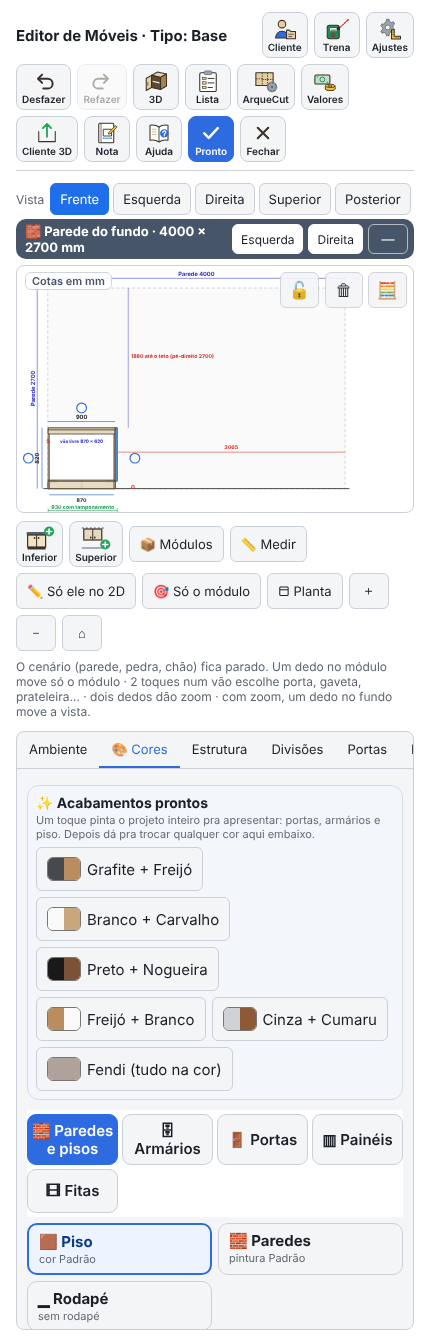 Editor de Móveis · Tipo: Base
Cliente
Trena
Ajustes
Desfazer
Refazer
3D
Lista
ArqueCut
Valores
Cliente 3D
Nota
Ajuda
Pronto
Fechar
Vista
Frente
Esquerda
Direita
Superior
Posterior
Parede do fundo · 4000 ×
2700 mm
Esquerda
Direita
—
Cotas em mm
Parede 4000
Parede 2700
1880 até o teto (pé-direito 2700)
900
vão livre 870 × 620
820
3065
0
870
930 com tamponamento
Inferior
Superior
Módulos
Medir
Só ele no 2D
Só o módulo
Planta
+
−
⌂
O cenário (parede, pedra, chão) fica parado. Um dedo no módulo
move só o módulo · 2 toques num vão escolhe porta, gaveta,
prateleira... · dois dedos dão zoom · com zoom, um dedo no fundo
move a vista.
Ambiente
Cores
Estrutura
Divisões
Portas
Acabamentos prontos
Um toque pinta o projeto inteiro pra apresentar: portas, armários e
piso. Depois dá pra trocar qualquer cor aqui embaixo.
Grafite + Freijó
Branco + Carvalho
Preto + Nogueira
Freijó + Branco
Cinza + Cumaru
Fendi (tudo na cor)
Paredes
e pisos
Armários
Portas
Painéis
Fitas
Piso
cor Padrão
Paredes
pintura Padrão
Rodapé
sem rodapé